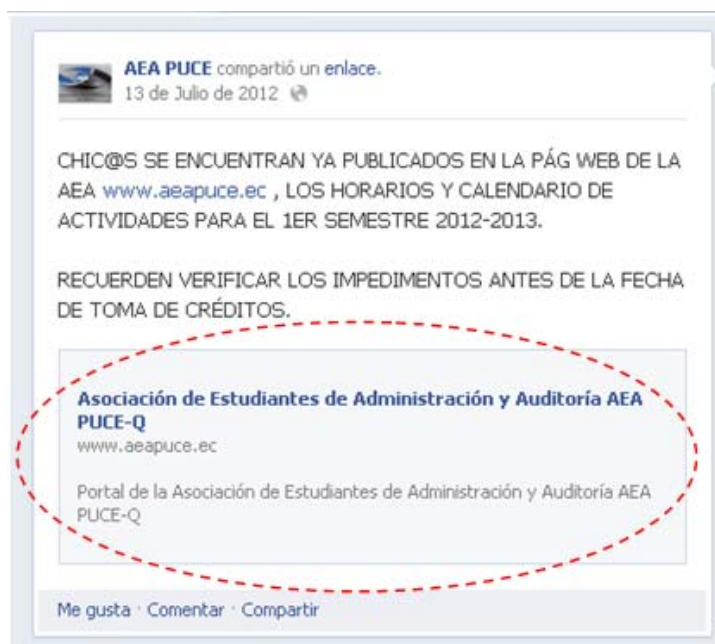 AEA PUCE compartió un enlace.
13 de Julio de 2012
CHIC@S SE ENCUENTRAN YA PUBLICADOS EN LA PÁG WEB DE LA
AEA www.aeapuce.ec , LOS HORARIOS Y CALENDARIO DE
ACTIVIDADES PARA EL 1ER SEMESTRE 2012-2013.
RECUERDEN VERIFICAR LOS IMPEDIMENTOS ANTES DE LA FECHA
DE TOMA DE CRÉDITOS.
Asociación de Estudiantes de Administración y Auditoría AEA
PUCE-Q
www.aeapuce.ec
Portal de la Asociación de Estudiantes de Administración y Auditoría AEA
PUCE-Q
Me gusta · Comentar · Compartir